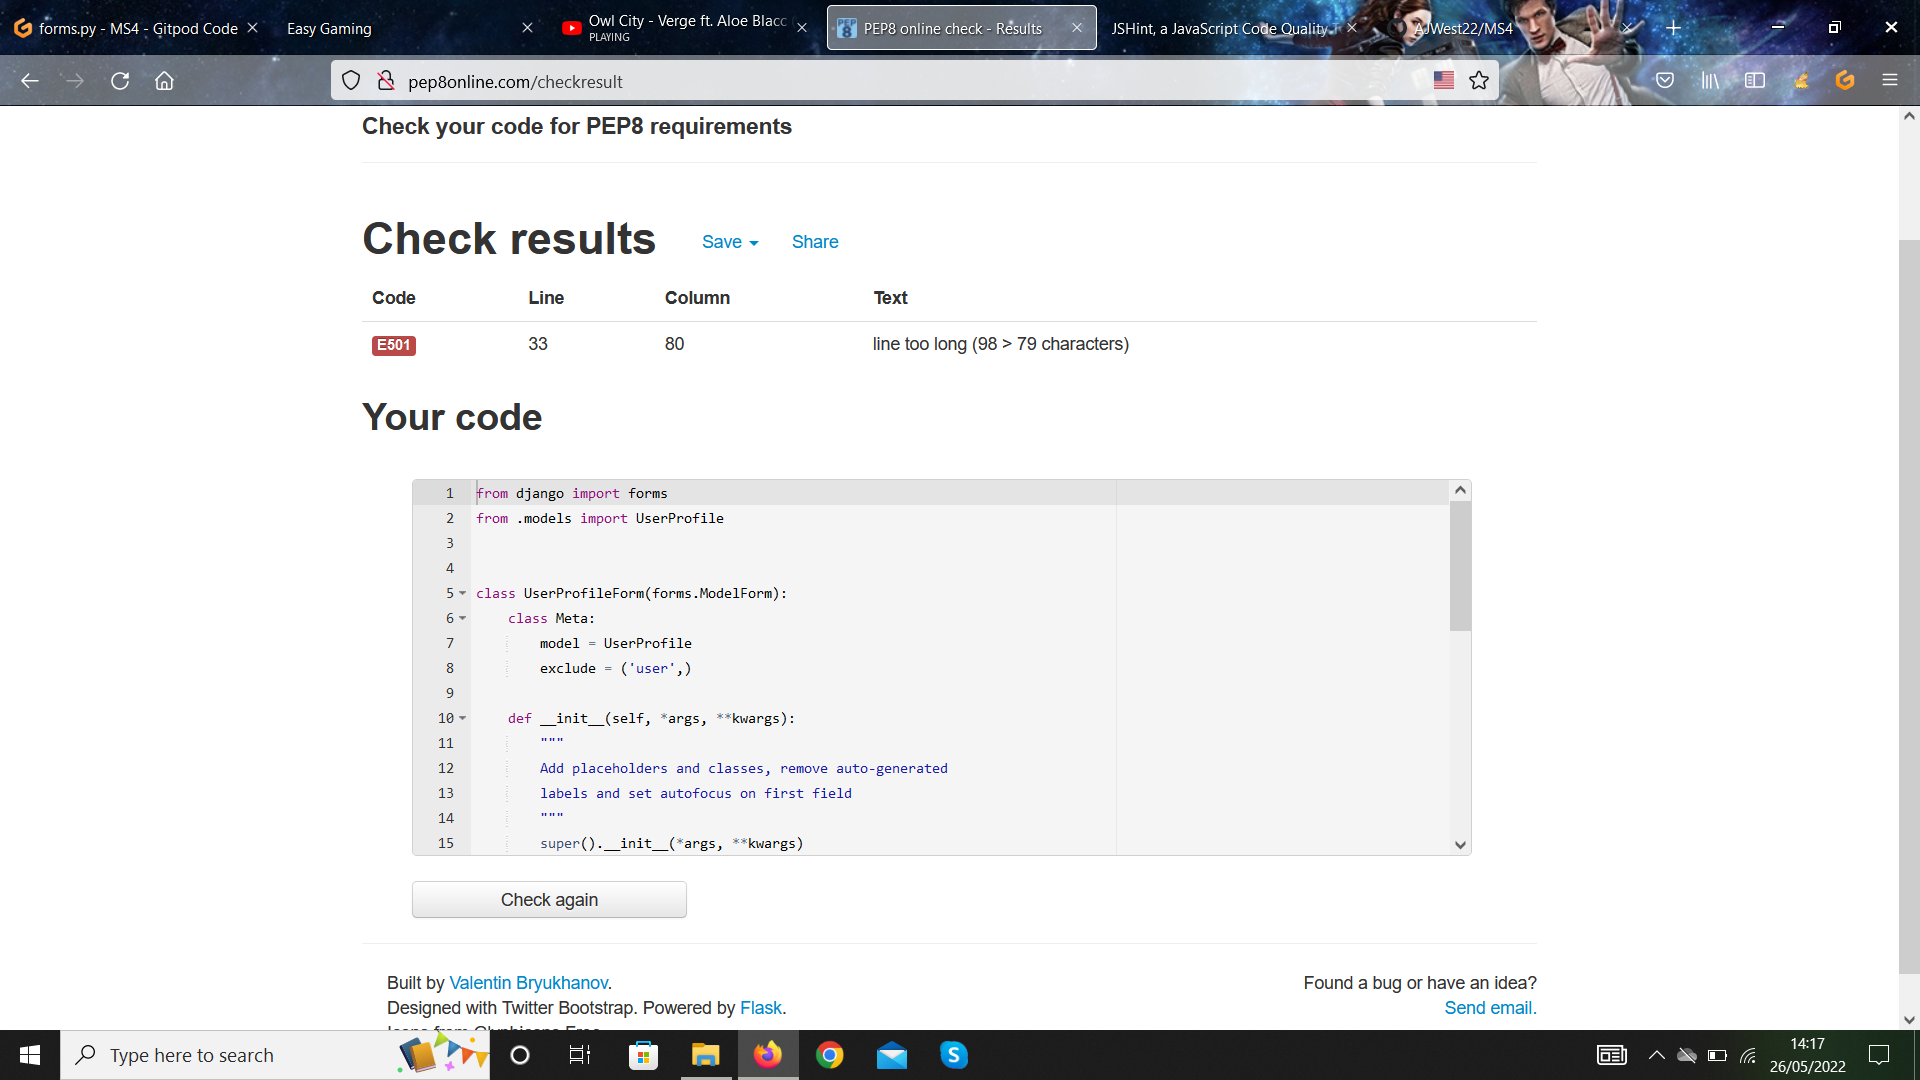 forms.py - MS4 - Gitpod Code
Easy Gaming
Owl City - Verge ft. Aloe Blacc
PLAYING
PEP8 online check - Results
JSHint, a JavaScript Code Quality
AJWest22/MS4
pep8online.com/checkresult
Check your code for PEP8 requirements
Check results
Save
Share
Code Line Column Text
E501 33 80 line too long (98 > 79 characters)
Your code
1 from django import forms
2 from .models import UserProfile
3
4
5 class UserProfileForm(forms.ModelForm):
6     class Meta:
7         model = UserProfile
8         exclude = ('user',)
9
10     def __init__(self, *args, **kwargs):
11         """
12         Add placeholders and classes, remove auto-generated
13         labels and set autofocus on first field
14         """
15         super().__init__(*args, **kwargs)
Check again
Built by Valentin Bryukhanov.
Designed with Twitter Bootstrap. Powered by Flask.
Found a bug or have an idea?
Send email.
Type here to search
14:17
26/05/2022